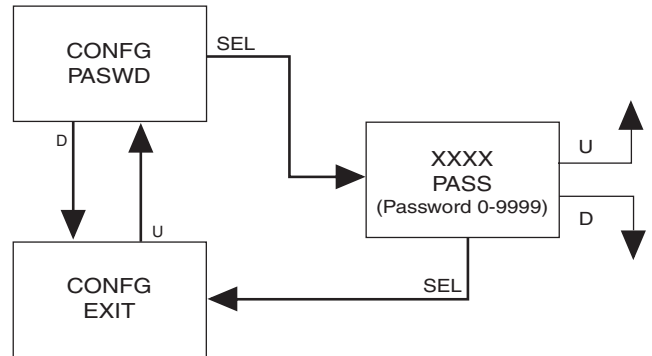 CONFG
PASWD
SEL
D
U
XXXX
PASS
(Password 0-9999)
U
D
SEL
CONFG
EXIT